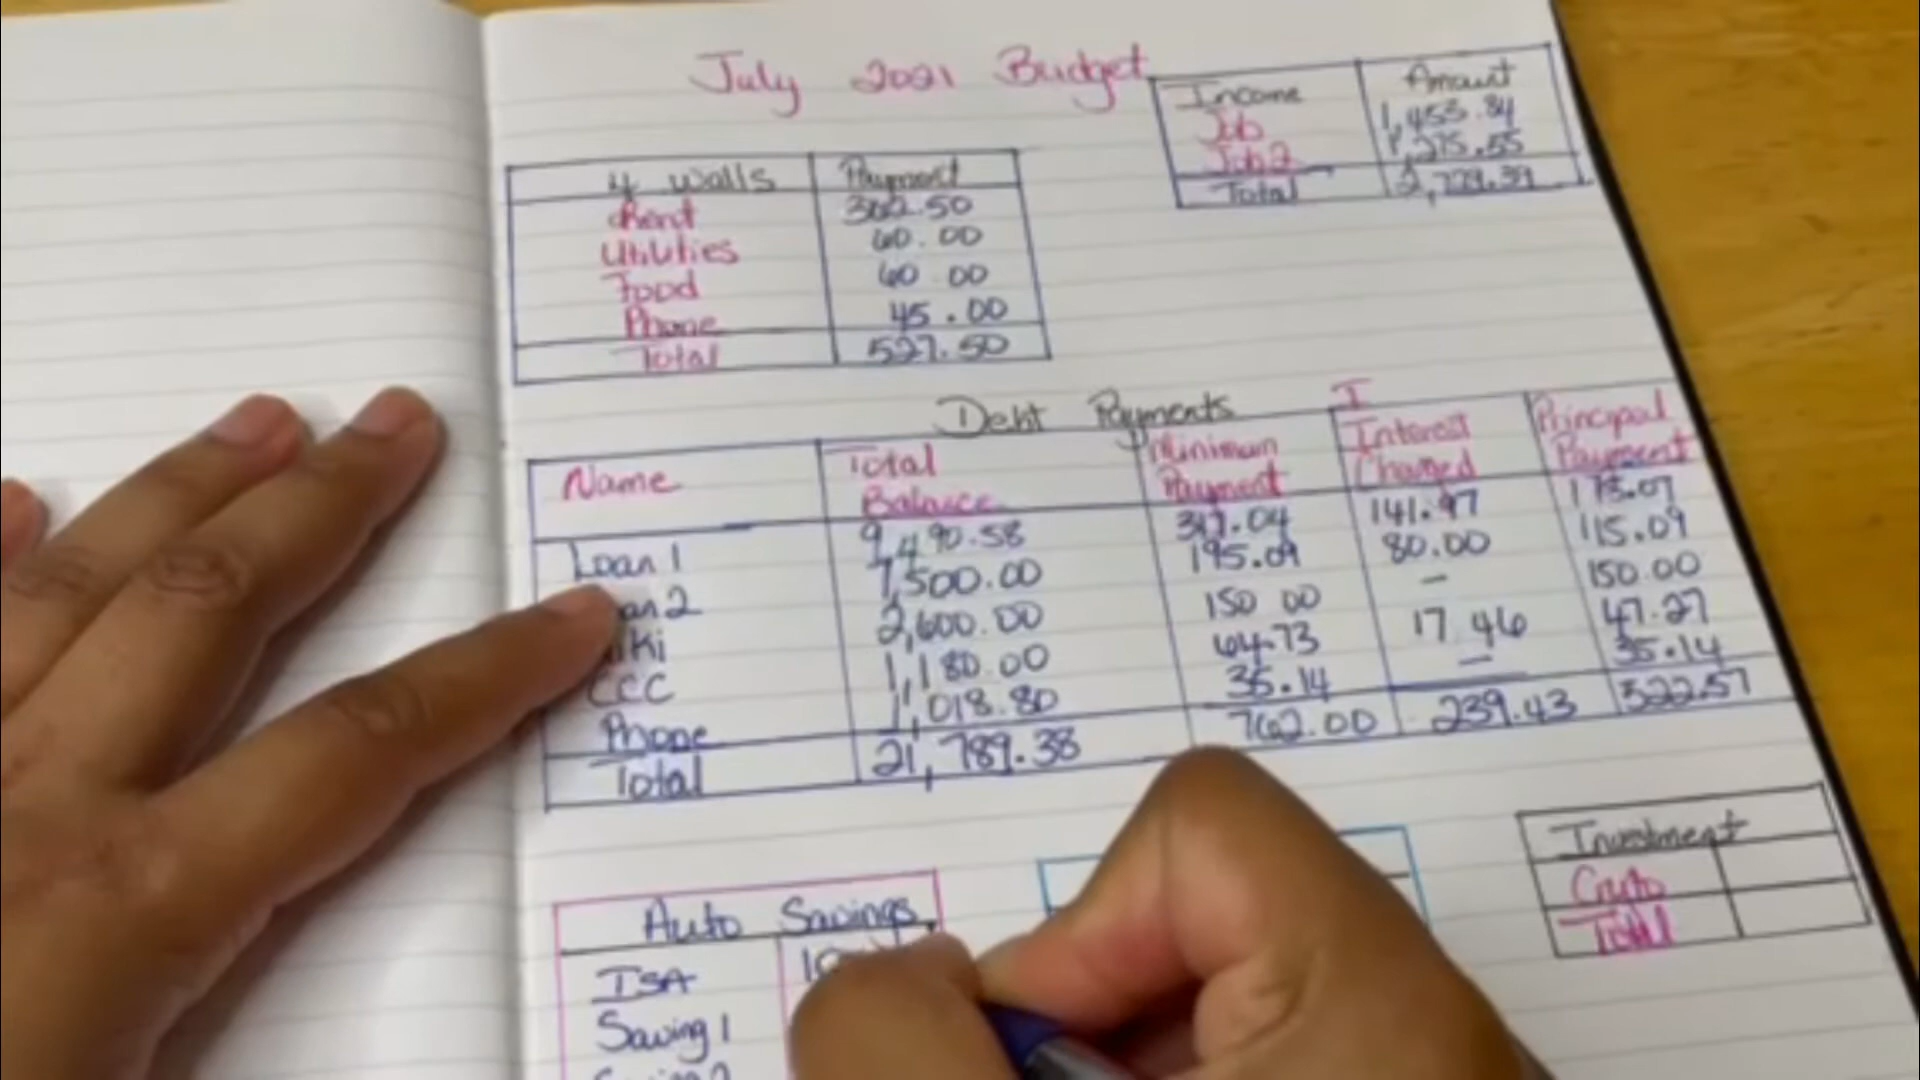 July 2021 Budget
Income Amount
Job 1,453.84
Job 2 1,275.55
Total 2,729.39
4 walls Payment
Rent 362.50
Utilities 60.00
Food 60 00
Phone 45.00
Total 527.50
Debt Payments I
Name Total Balance Minimum Payment Interest Charged Principal Payment
Loan 1 9,490.58 317.04 141.97 175.07
an 2 7,500.00 195.09 80.00 115.09
iki 2,600.00 150 00 – 150.00
CCC 1,180.00 64.73 17 46 47.27
Phone 1,018.80 35.14 – 35.14
Total 21,789.38 762.00 239.43 522.57
Auto Savings
ISA
Saving 1
Investment
Total